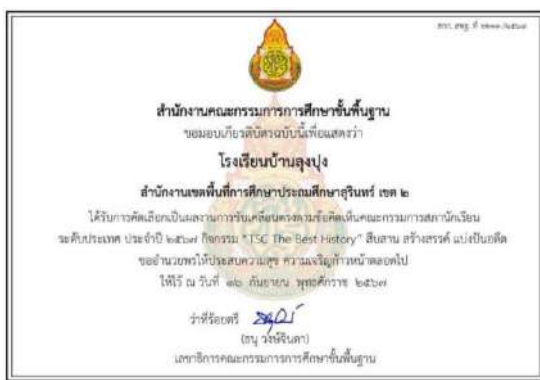 สพฐ. ที่
สำนักงานคณะกรรมการการศึกษาขั้นพื้นฐาน
ขอมอบเกียรติบัตรฉบับนี้เพื่อแสดงว่า
โรงเรียนบ้านลุงปุง
สำนักงานเขตพื้นที่การศึกษาประถมศึกษาสุรินทร์ เขต ๒
ได้รับการคัดเลือกเป็นผลงานการขับเคลื่อนตรงตามข้อคิดเห็นคณะกรรมการสภานักเรียน
ระดับประเทศ ประจำปี ๒๕๖๗ กิจกรรม "TSC The Best History" สืบสาน สร้างสรรค์ แบ่งปันอดีต
ขออำนวยพรให้ประสบความสุข ความเจริญก้าวหน้าตลอดไป
ให้ไว้ ณ วันที่ กันยายน พุทธศักราช ๒๕๖๗
ว่าที่ร้อยตรี
(ธนุ วงษ์จินดา)
เลขาธิการคณะกรรมการการศึกษาขั้นพื้นฐาน